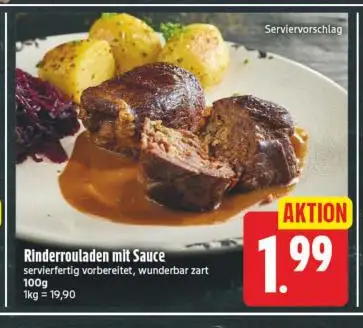 Serviervorschlag
AKTION
Rinderrouladen mit Sauce
servierfertig vorbereitet, wunderbar zart
100g
1kg = 19,90
1.99